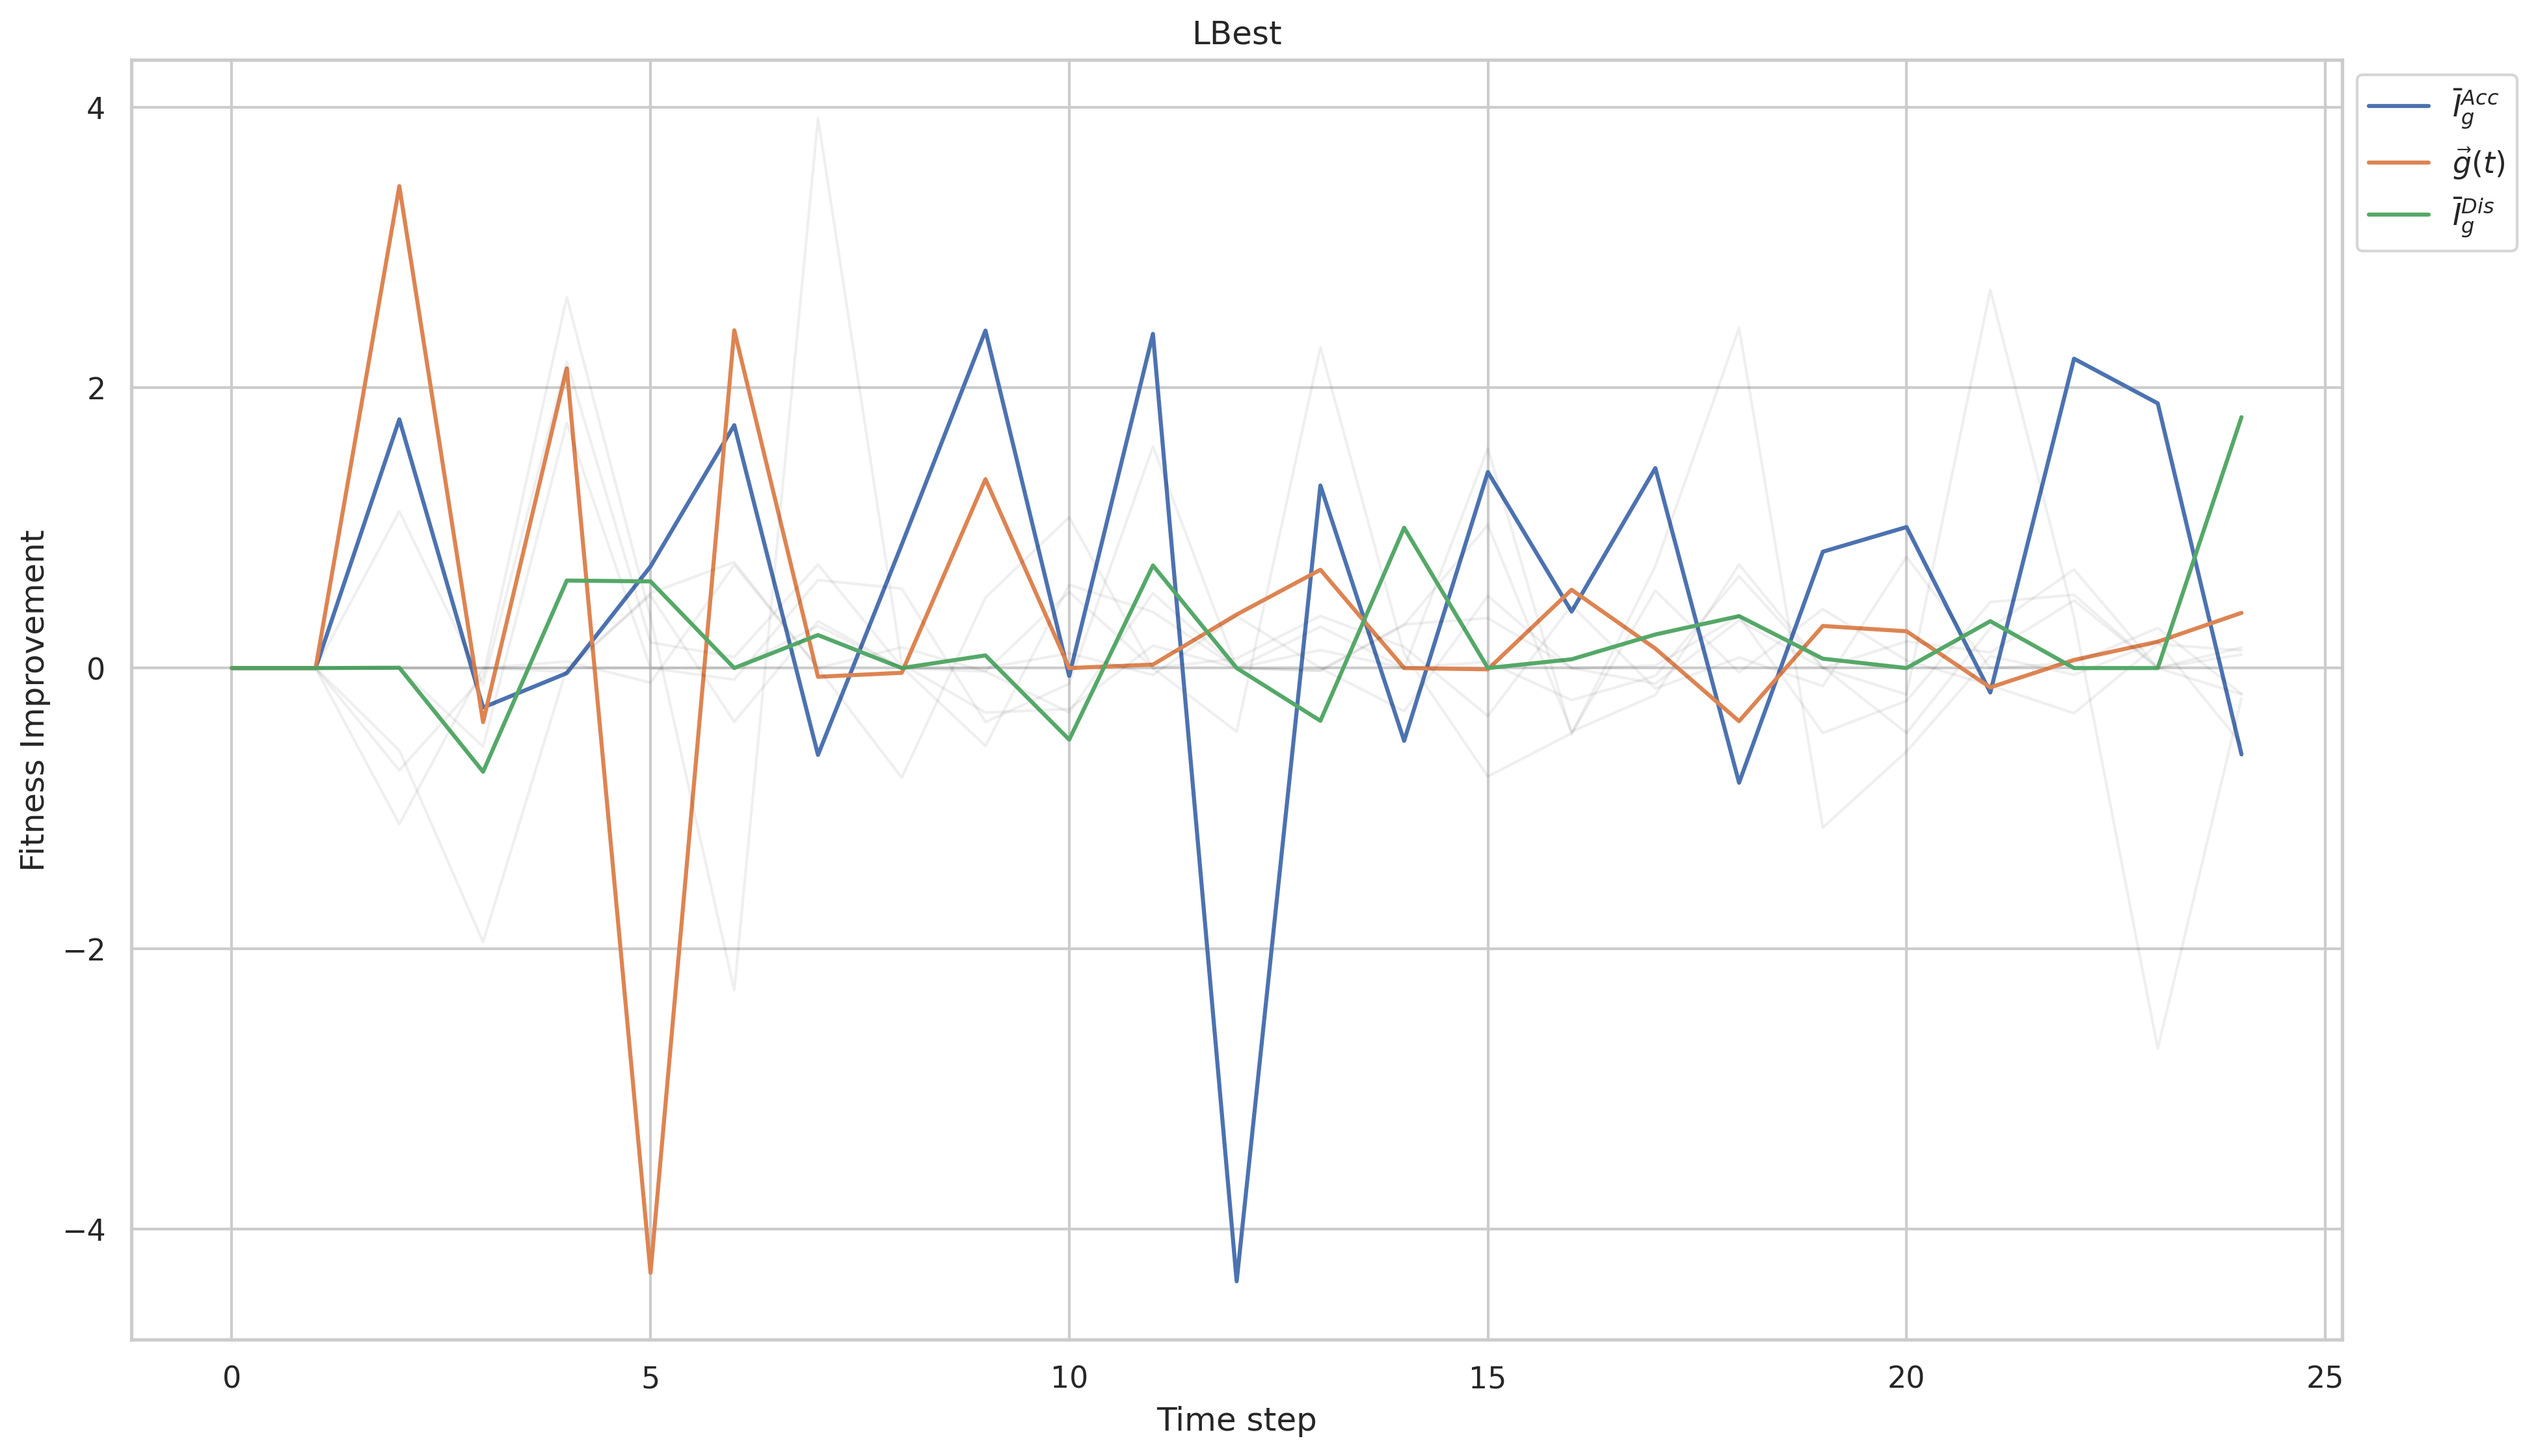 LBest
4
2
0
−2
−4
Fitness Improvement
0 5 10 15 20 25
Time step
Ī_g^{Acc}
g⃗(t)
Ī_g^{Dis}